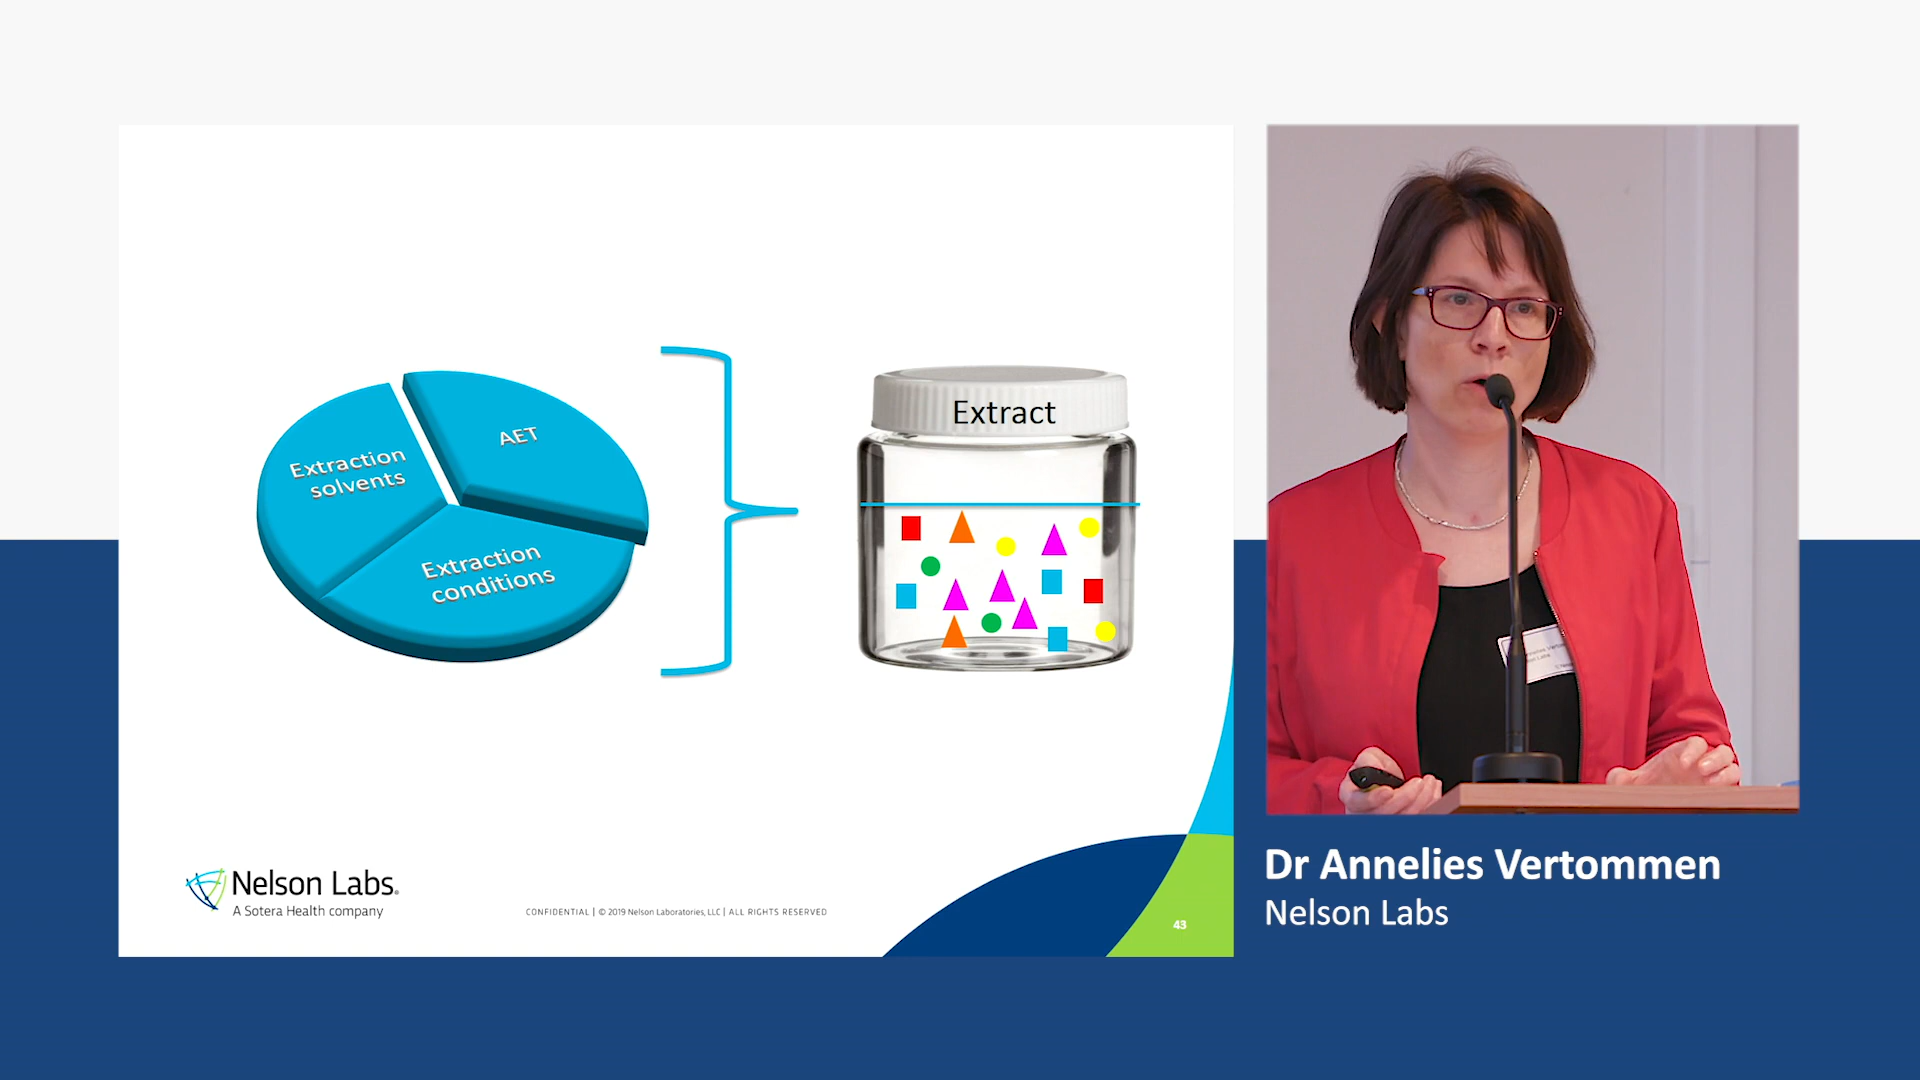 Extraction
solvents
AET
Extraction
conditions
Extract
Nelson Labs®
A Sotera Health company
CONFIDENTIAL | © 2019 Nelson Laboratories, LLC | ALL RIGHTS RESERVED
43
Dr Annelies Vertommen
Nelson Labs